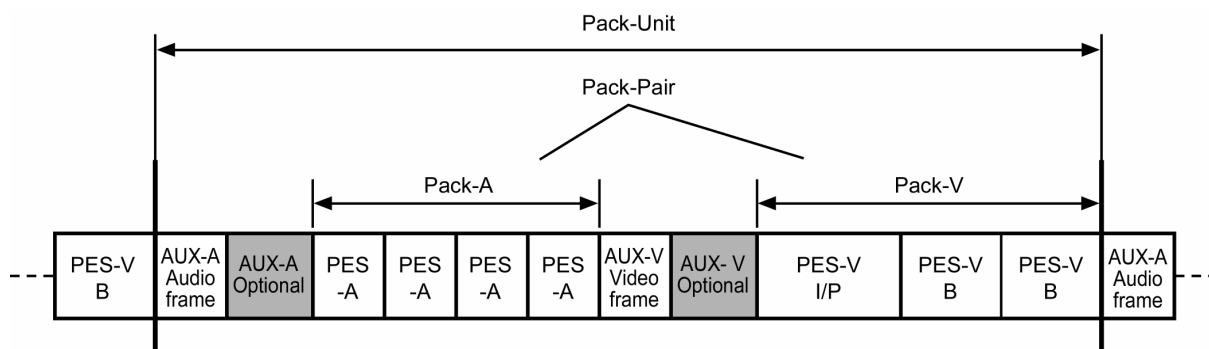 Pack-Unit
Pack-Pair
Pack-A
Pack-V
PES-V
B
AUX-A
Audio
frame
AUX-A
Optional
PES
-A
PES
-A
PES
-A
PES
-A
AUX-V
Video
frame
AUX- V
Optional
PES-V
I/P
PES-V
B
PES-V
B
AUX-A
Audio
frame